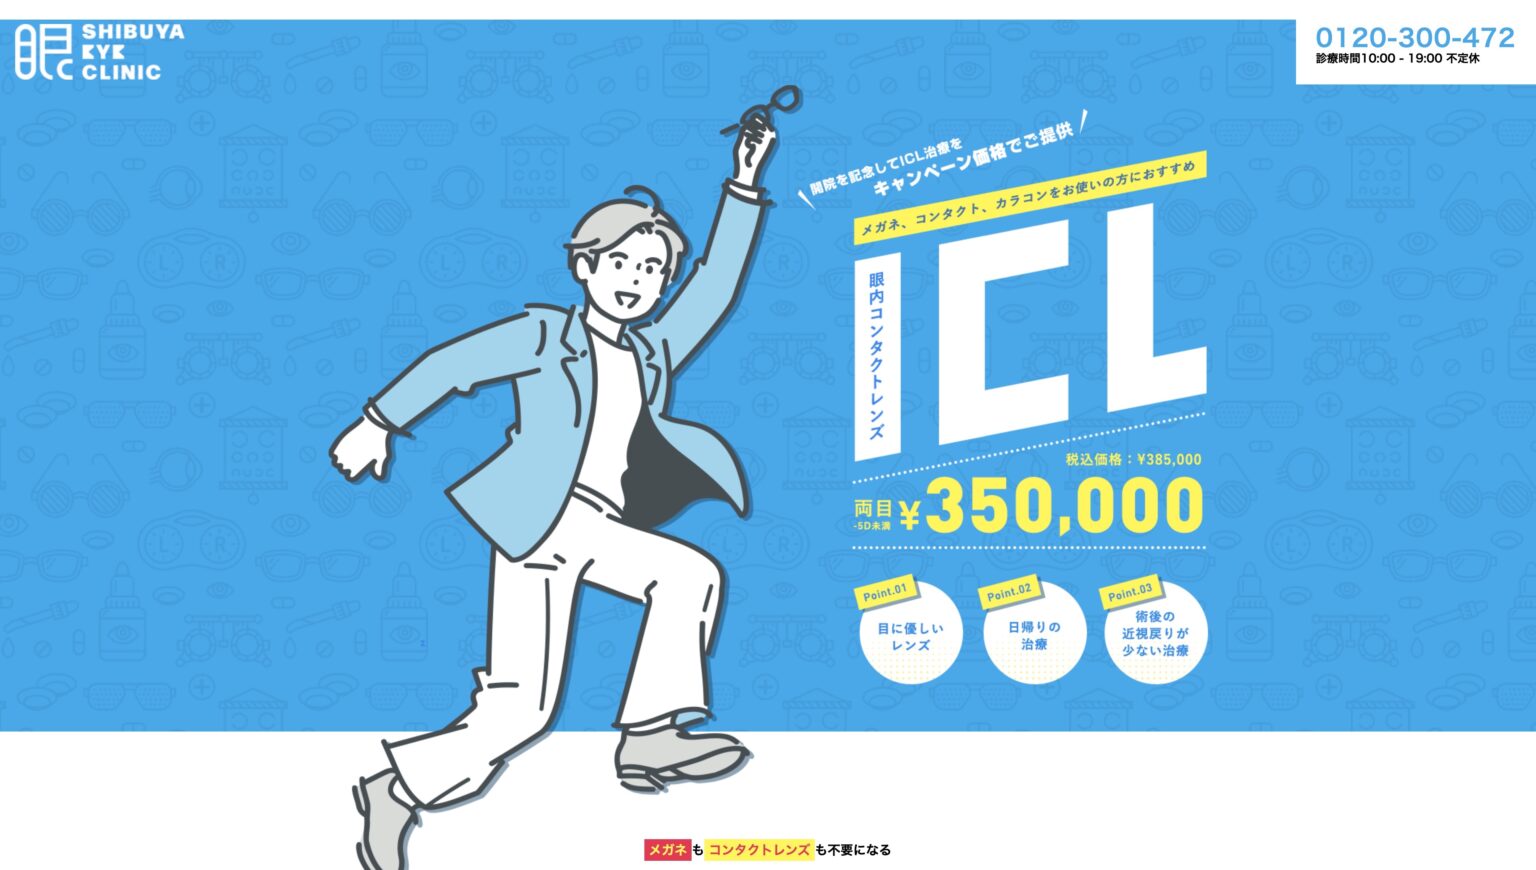 眼
SHIBUYA
EYE
CLINIC
0120-300-472
診療時間10:00 - 19:00 不定休
開院を記念してICL治療を
キャンペーン価格でご提供
メガネ、コンタクト、カラコンをお使いの方におすすめ
眼内コンタクトレンズ
ICL
税込価格：¥385,000
両目
-5D未満
¥350,000
Point.01
目に優しい
レンズ
Point.02
日帰りの
治療
Point.03
術後の
近視戻りが
少ない治療
メガネもコンタクトレンズも不要になる